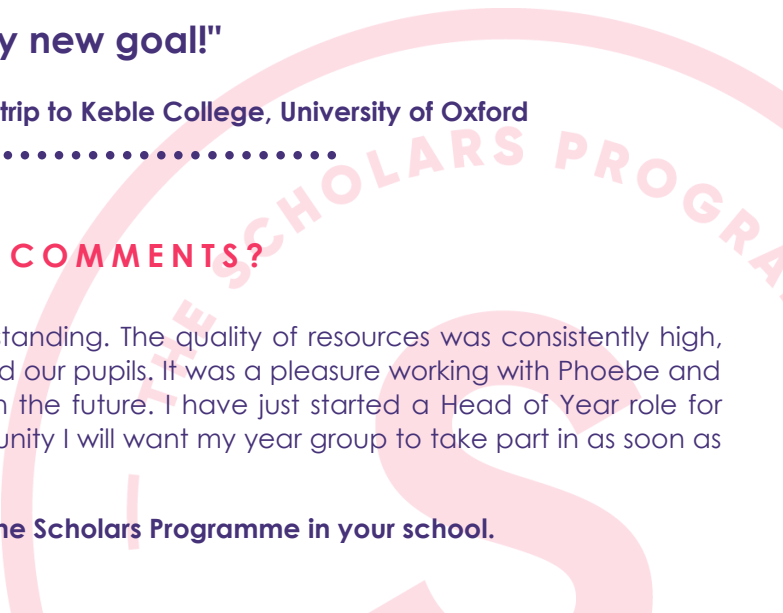 y new goal!"
trip to Keble College, University of Oxford
THE SCHOLARS PROGRA
COMMENTS?
standing. The quality of resources was consistently high,
d our pupils. It was a pleasure working with Phoebe and
n the future. I have just started a Head of Year role for
unity I will want my year group to take part in as soon as
he Scholars Programme in your school.
S